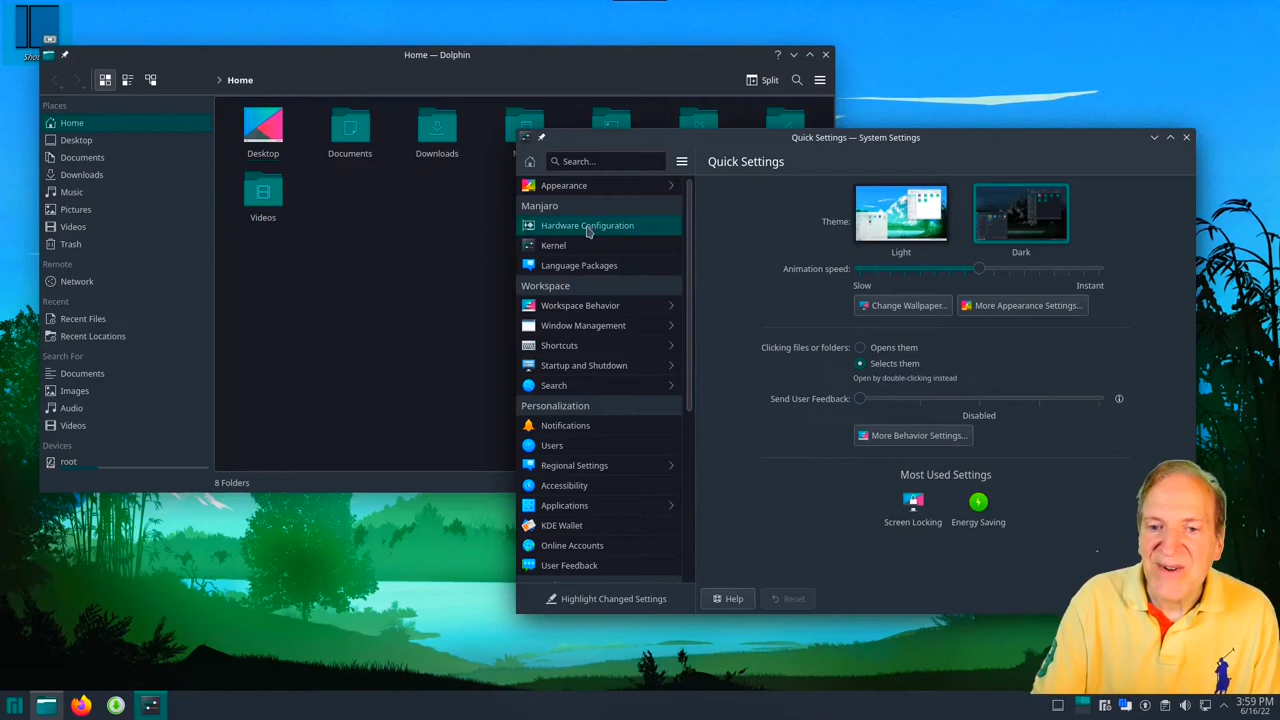 Home — Dolphin
Home
Split
Places
Home
Desktop
Documents
Downloads
Music
Pictures
Videos
Trash
Remote
Network
Recent
Recent Files
Recent Locations
Search For
Documents
Images
Audio
Videos
Devices
root
Desktop
Documents
Downloads
Videos
8 Folders
Quick Settings — System Settings
Search...
Quick Settings
Appearance
Manjaro
Hardware Configuration
Kernel
Language Packages
Workspace
Workspace Behavior
Window Management
Shortcuts
Startup and Shutdown
Search
Personalization
Notifications
Users
Regional Settings
Accessibility
Applications
KDE Wallet
Online Accounts
User Feedback
Highlight Changed Settings
Theme:
Light
Dark
Animation speed:
Slow
Instant
Change Wallpaper...
More Appearance Settings...
Clicking files or folders:
Opens them
Selects them
Open by double-clicking instead
Send User Feedback:
Disabled
More Behavior Settings...
Most Used Settings
Screen Locking
Energy Saving
Help
Reset
3:59 PM
6/16/22